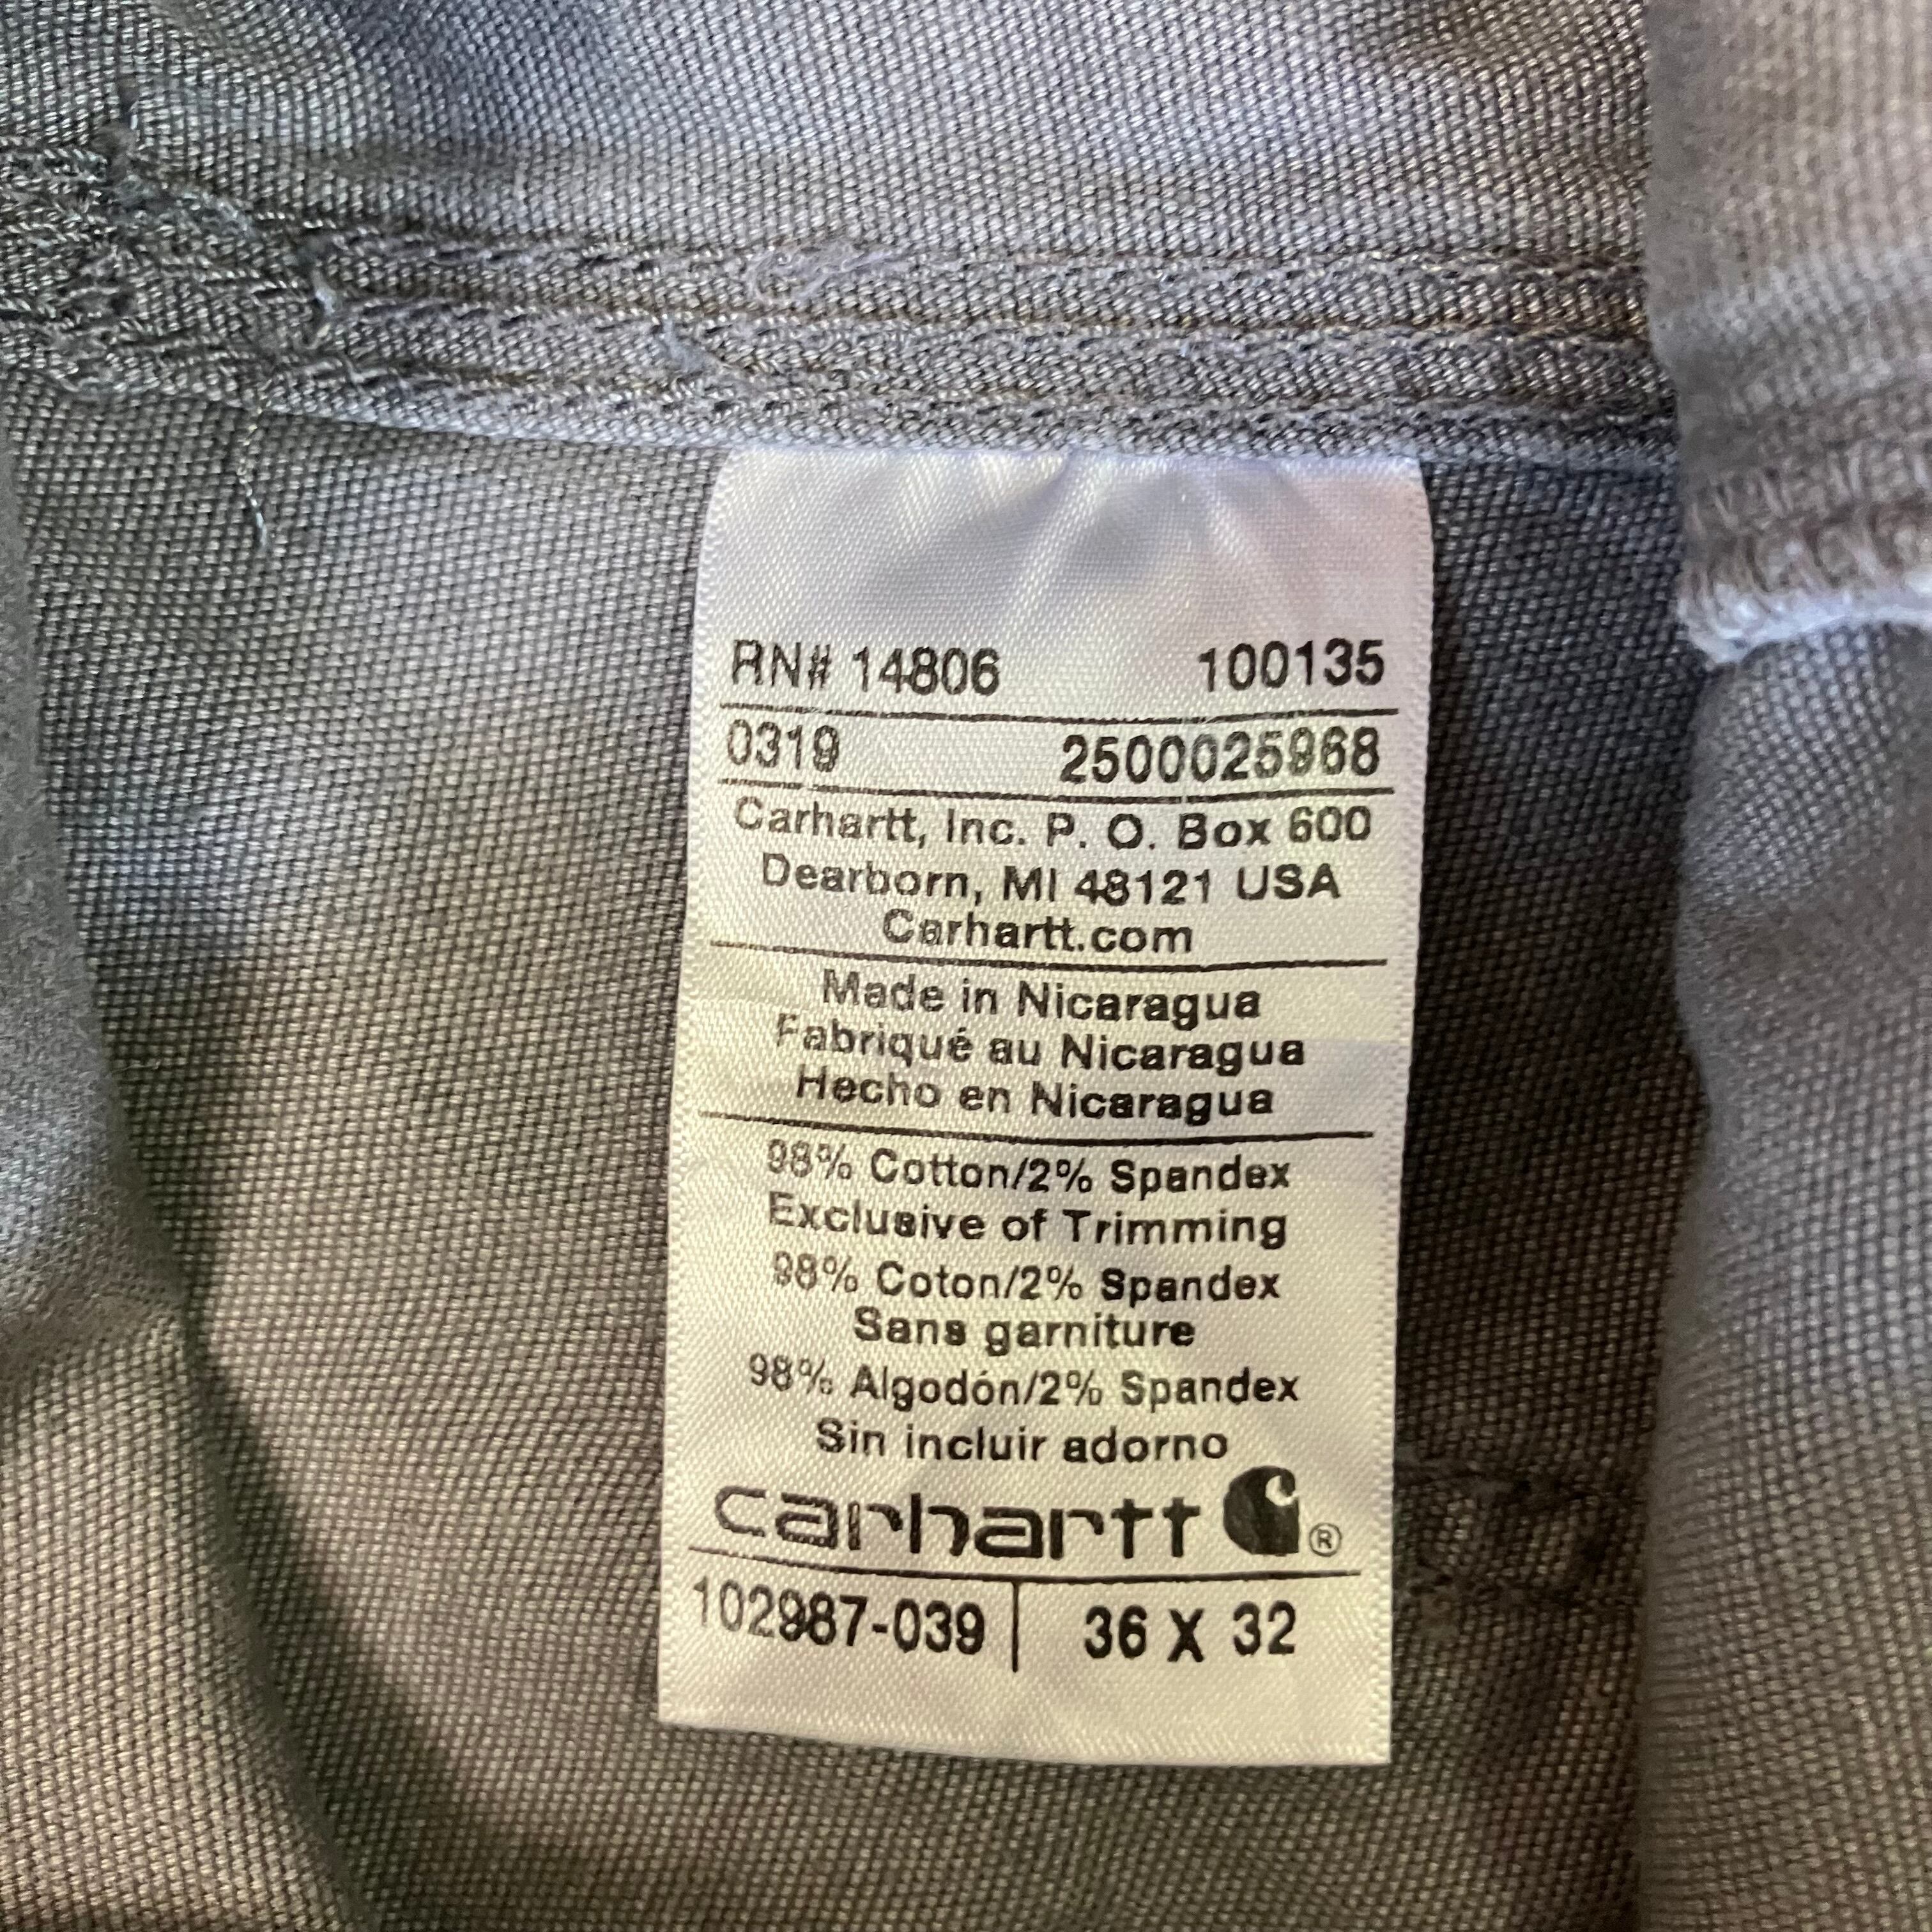 RN# 14806 100135
0319 2500025968
Carhartt, Inc. P. O. Box 600
Dearborn, MI 48121 USA
Carhartt.com
Made in Nicaragua
Fabriqué au Nicaragua
Hecho en Nicaragua
98% Cotton/2% Spandex
Exclusive of Trimming
98% Coton/2% Spandex
Sans garniture
98% Algodón/2% Spandex
Sin incluir adorno
carhartt ®
102987-039 | 36 X 32